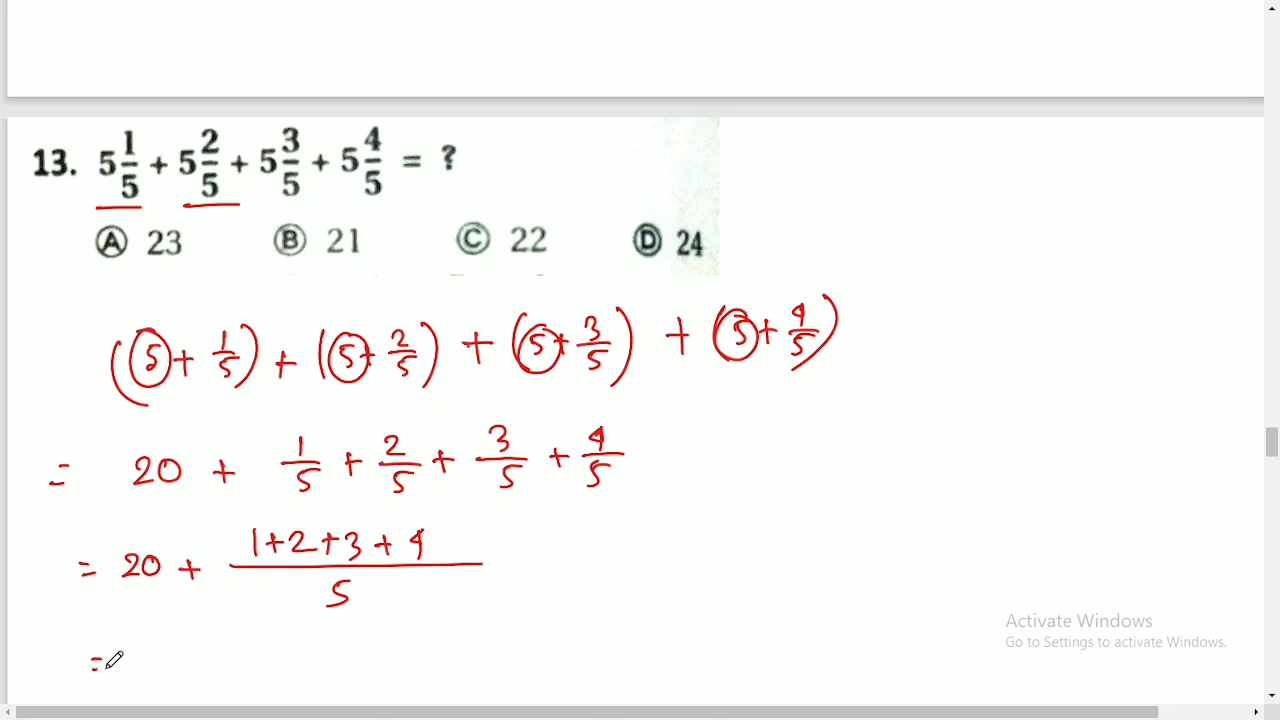 13. 5 1/5 + 5 2/5 + 5 3/5 + 5 4/5 = ?
Ⓐ 23 Ⓑ 21 Ⓒ 22 Ⓓ 24
(5 + 1/5) + (5 + 2/5) + (5 + 3/5) + (5 + 4/5)
= 20 + 1/5 + 2/5 + 3/5 + 4/5
= 20 + (1+2+3+4)/5
=
Activate Windows
Go to Settings to activate Windows.